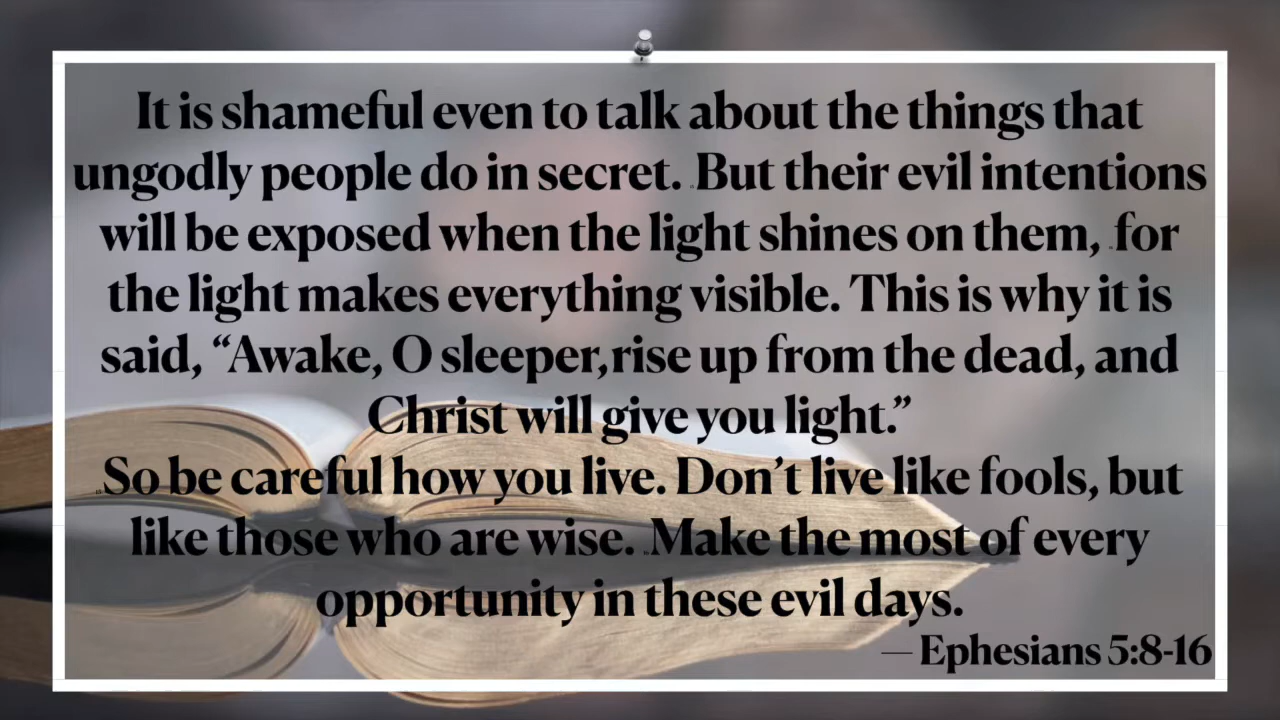 It is shameful even to talk about the things that
ungodly people do in secret. But their evil intentions
will be exposed when the light shines on them, for
the light makes everything visible. This is why it is
said, “Awake, O sleeper,rise up from the dead, and
Christ will give you light.”
So be careful how you live. Don’t live like fools, but
like those who are wise. Make the most of every
opportunity in these evil days.
— Ephesians 5:8-16